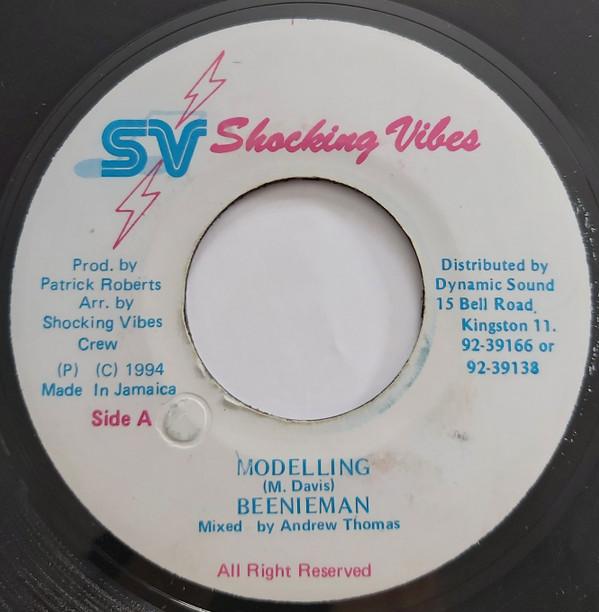 SV Shocking Vibes
Prod. by
Patrick Roberts
Arr. by
Shocking Vibes
Crew
(P) (C) 1994
Made In Jamaica
Side A
Distributed by
Dynamic Sound
15 Bell Road,
Kingston 11.
92-39166 or
92-39138
MODELLING
(M. Davis)
BEENIEMAN
Mixed by Andrew Thomas
All Right Reserved